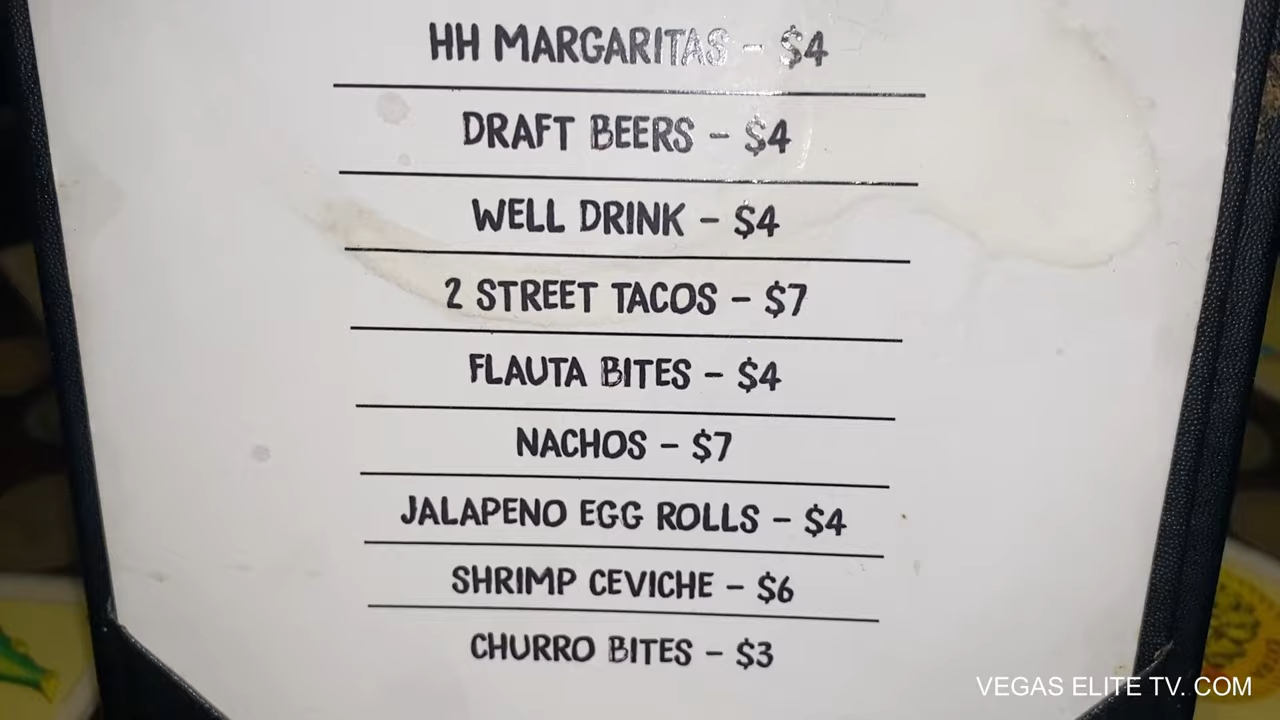 HH MARGARITAS - $4
DRAFT BEERS - $4
WELL DRINK - $4
2 STREET TACOS - $7
FLAUTA BITES - $4
NACHOS - $7
JALAPENO EGG ROLLS - $4
SHRIMP CEVICHE - $6
CHURRO BITES - $3
VEGAS ELITE TV. COM